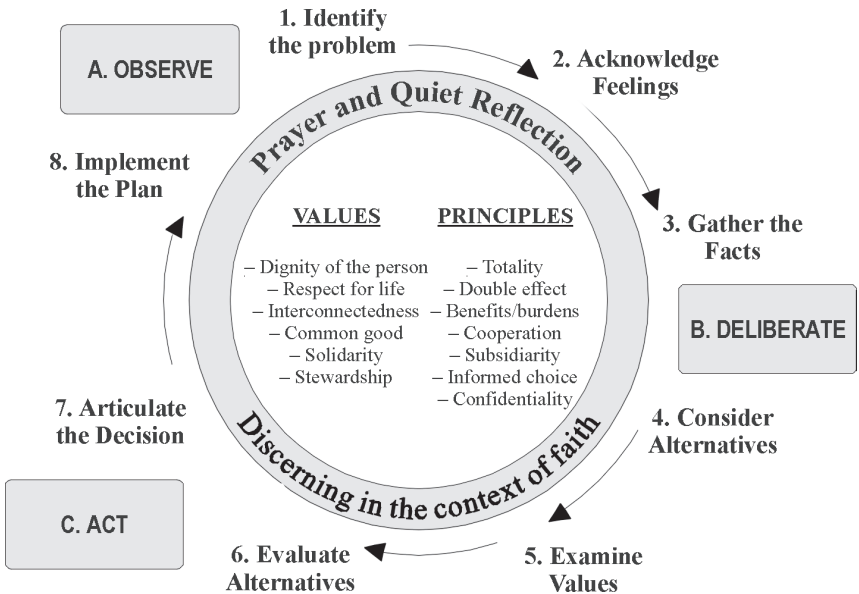 A. OBSERVE
1. Identify
the problem
2. Acknowledge
Feelings
3. Gather the
Facts
B. DELIBERATE
4. Consider
Alternatives
5. Examine
Values
6. Evaluate
Alternatives
C. ACT
7. Articulate
the Decision
8. Implement
the Plan
Prayer and Quiet Reflection
VALUES
– Dignity of the person
– Respect for life
– Interconnectedness
– Common good
– Solidarity
– Stewardship
PRINCIPLES
– Totality
– Double effect
– Benefits/burdens
– Cooperation
– Subsidiarity
– Informed choice
– Confidentiality
Discerning in the context of faith